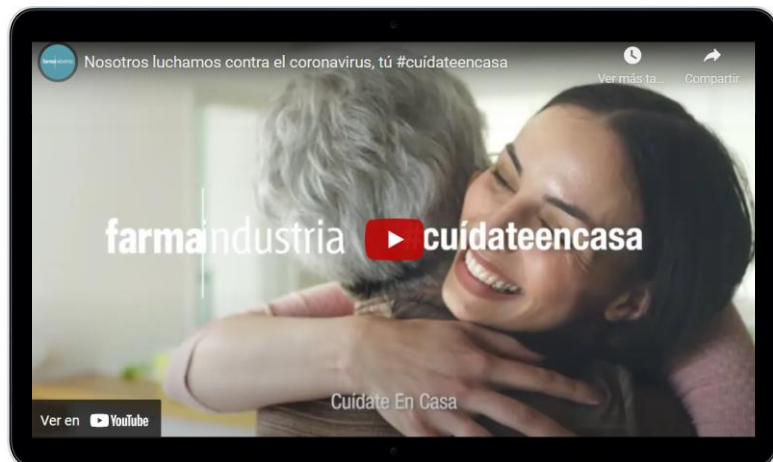 Nosotros luchamos contra el coronavirus, tú #cuídateencasa
Ver más ta...
Compartir
farmaindustria
cuídateencasa
Cuídate En Casa
Ver en YouTube